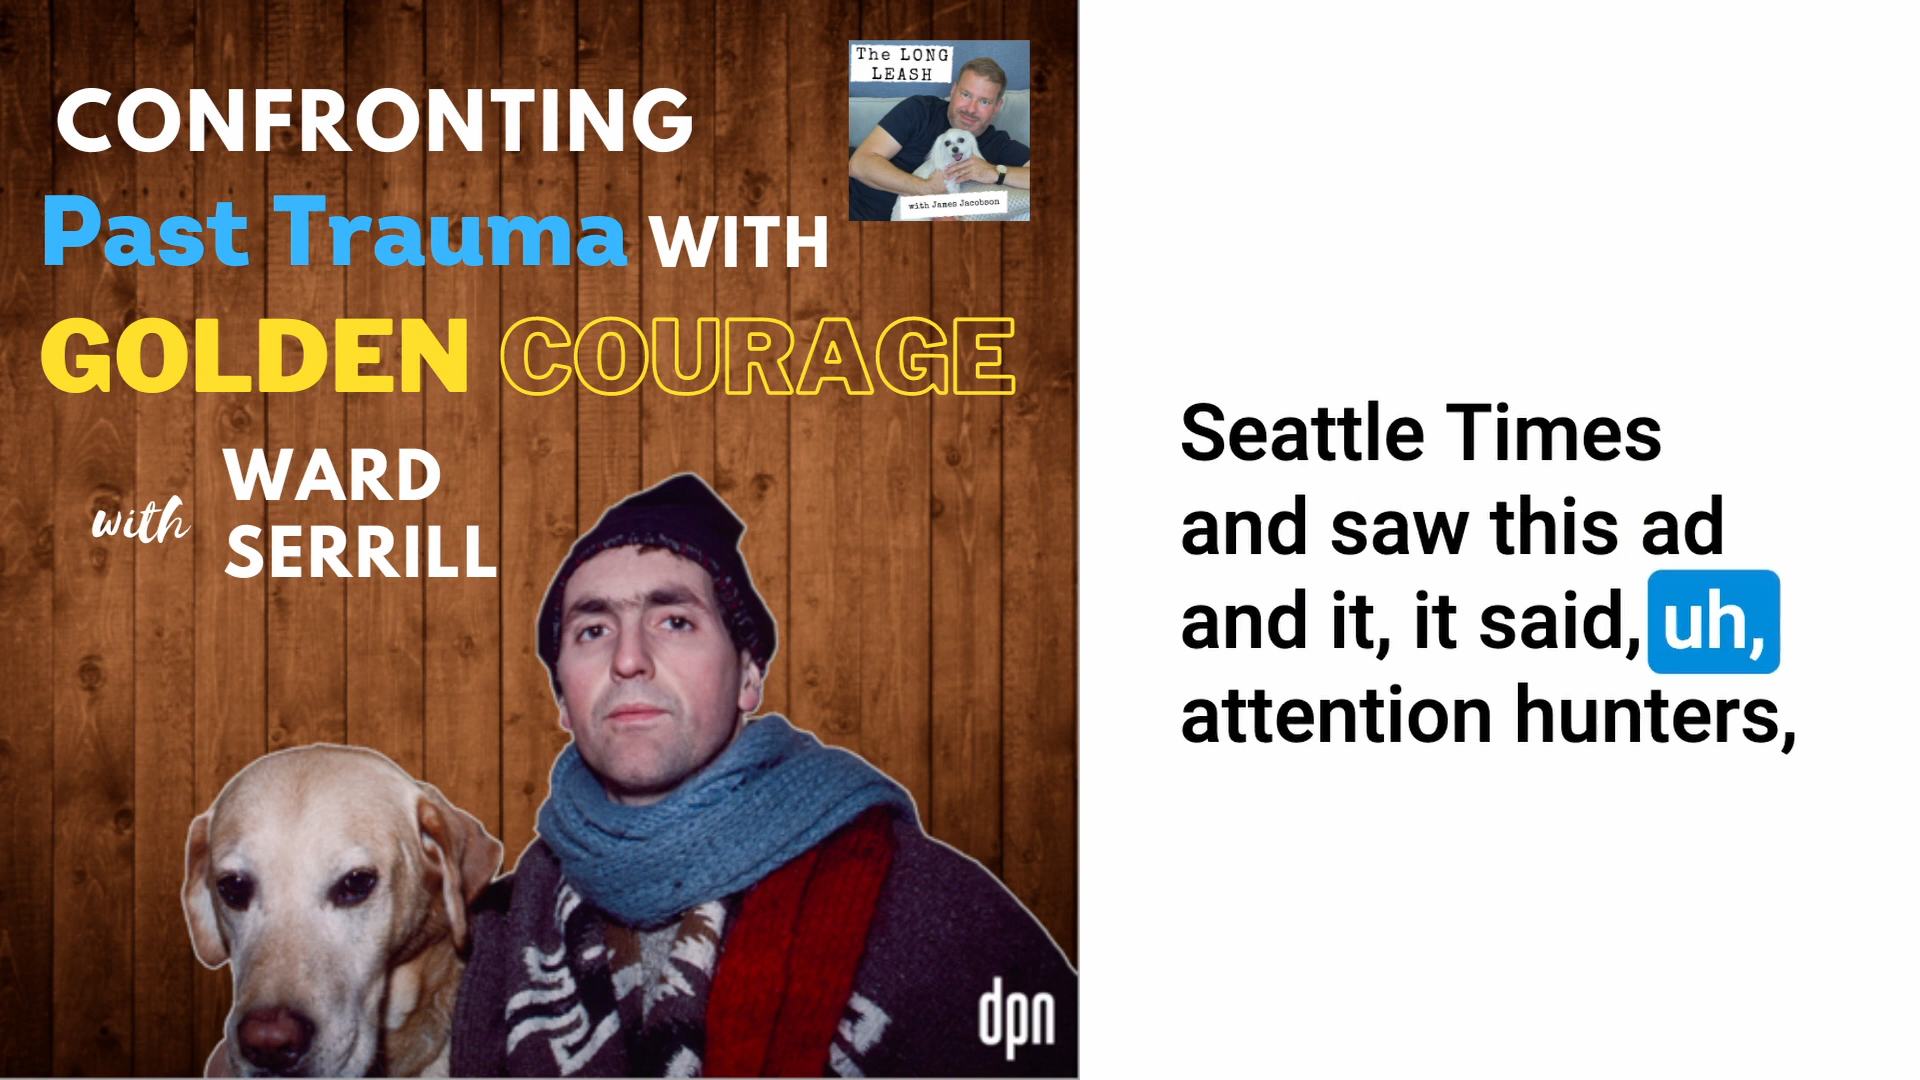 CONFRONTING
Past Trauma WITH
GOLDEN COURAGE
with WARD
SERRILL
The LONG
LEASH
with James Jacobson
dpn
Seattle Times
and saw this ad
and it, it said, uh,
attention hunters,